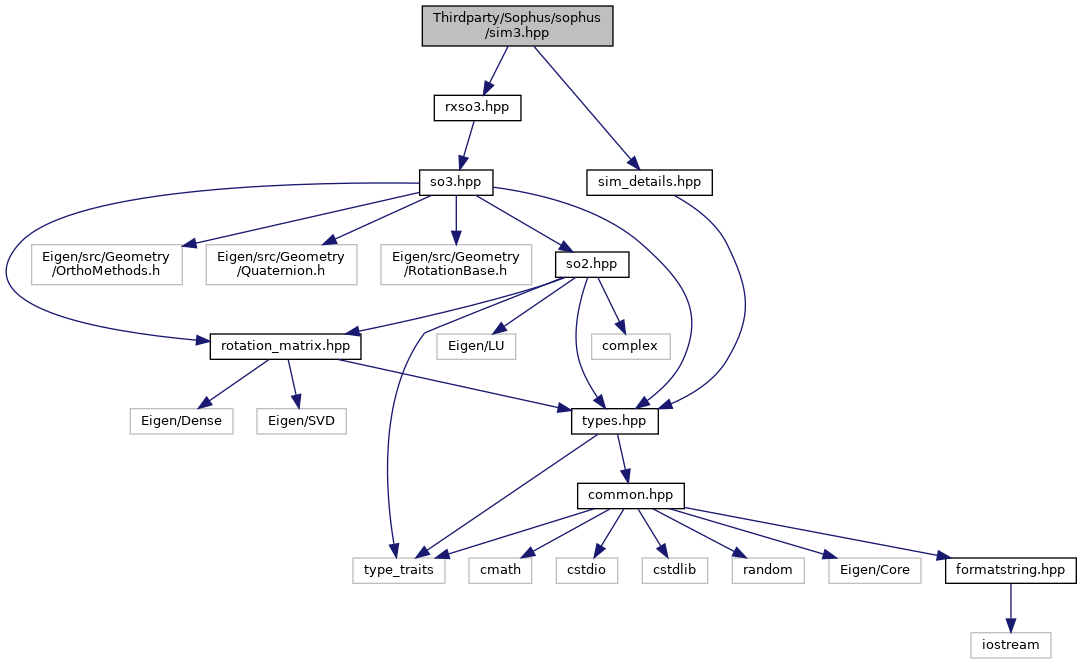 Thirdparty/Sophus/sophus
/sim3.hpp
rxso3.hpp
so3.hpp
sim_details.hpp
Eigen/src/Geometry
/OrthoMethods.h
Eigen/src/Geometry
/Quaternion.h
Eigen/src/Geometry
/RotationBase.h
so2.hpp
rotation_matrix.hpp
Eigen/LU
complex
Eigen/Dense
Eigen/SVD
types.hpp
common.hpp
type_traits
cmath
cstdio
cstdlib
random
Eigen/Core
formatstring.hpp
iostream